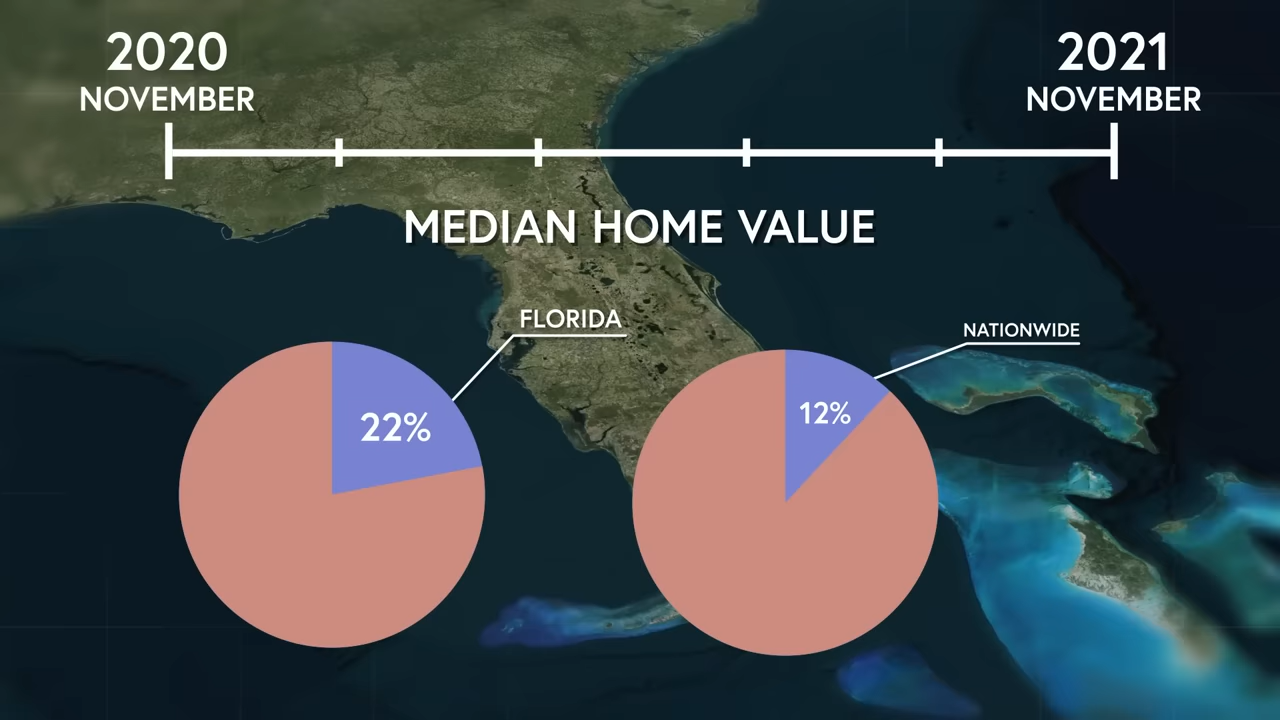 2020
NOVEMBER
2021
NOVEMBER
MEDIAN HOME VALUE
FLORIDA
NATIONWIDE
22%
12%